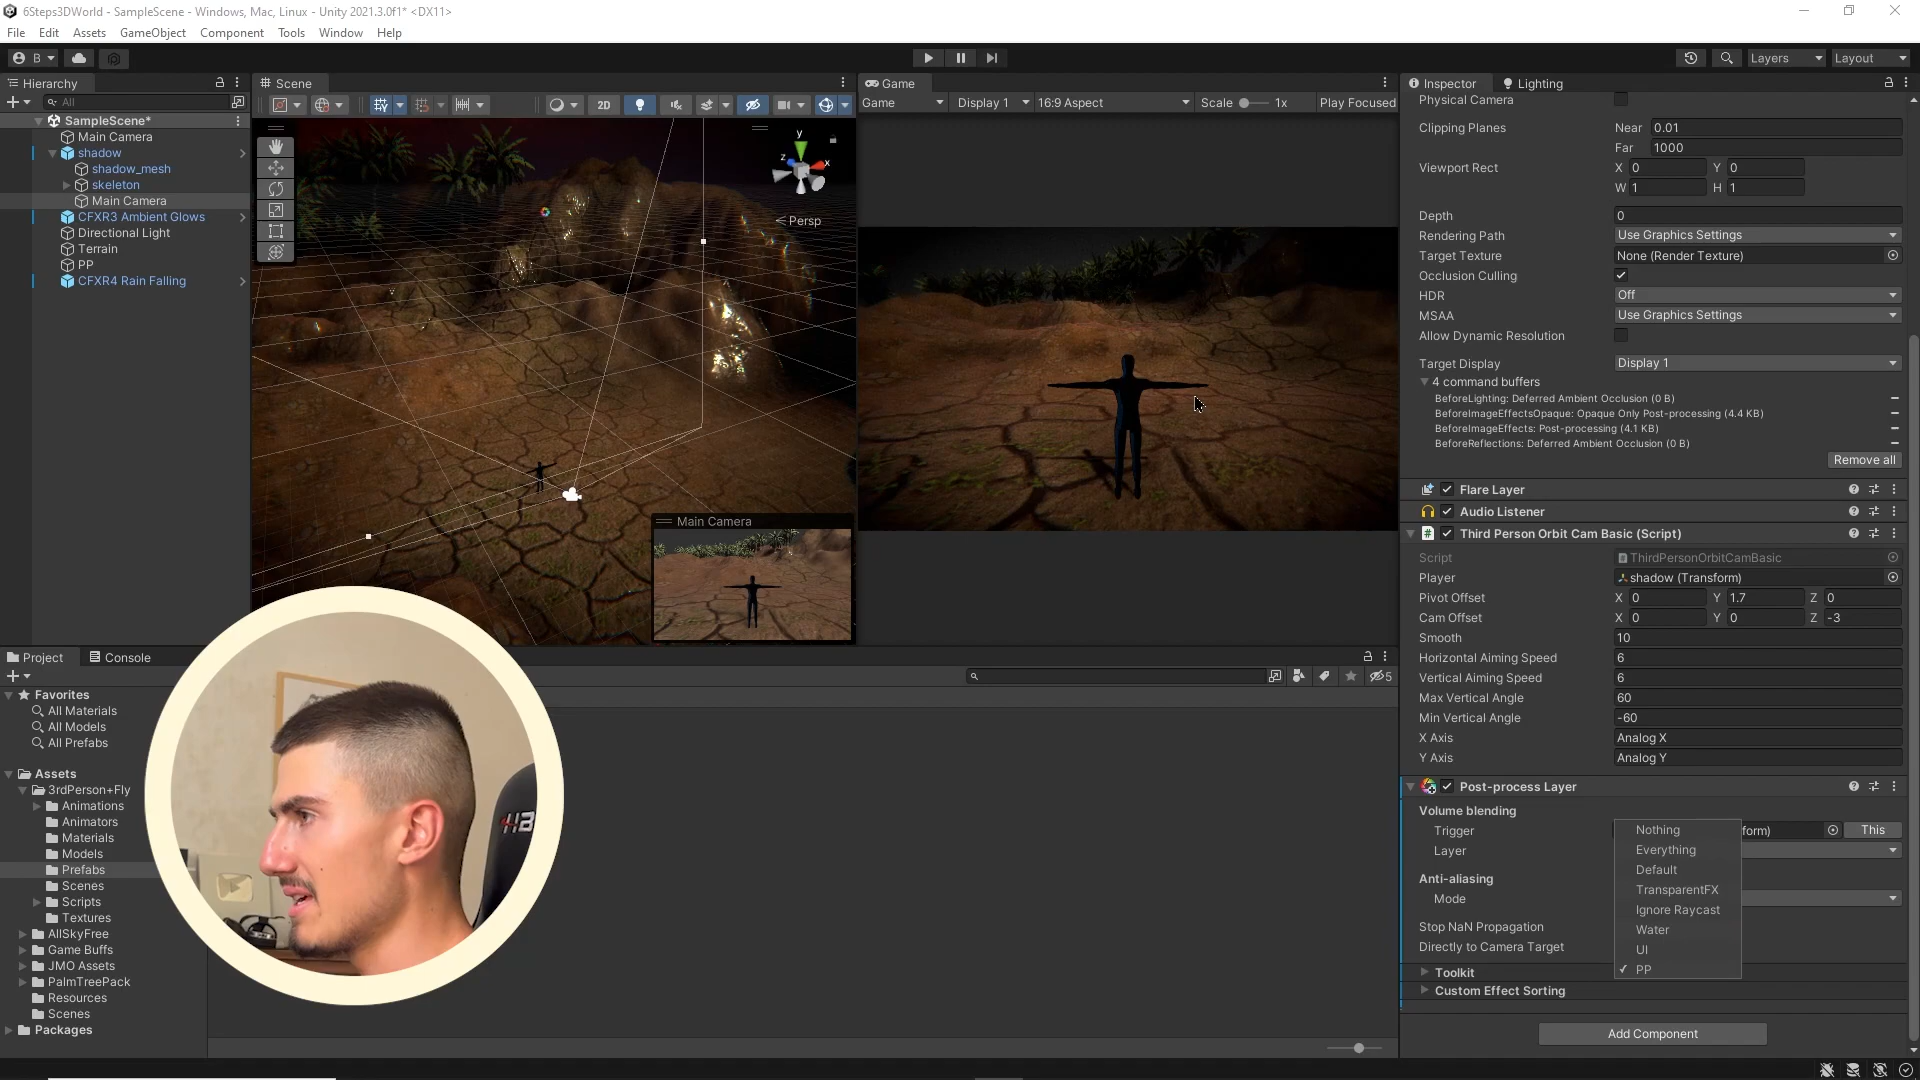 6Steps3DWorld - SampleScene - Windows, Mac, Linux - Unity 2021.3.0f1* <DX11>
File Edit Assets GameObject Component Tools Window Help
B
Layers Layout
Hierarchy
All
SampleScene*
Main Camera
shadow
shadow_mesh
skeleton
Main Camera
CFXR3 Ambient Glows
Directional Light
Terrain
PP
CFXR4 Rain Falling
Scene
2D
y
z
x
Persp
Main Camera
Game
Game Display 1 16:9 Aspect Scale 1x Play Focused
Inspector Lighting
Physical Camera
Clipping Planes Near 0.01
Far 1000
Viewport Rect X 0 Y 0
W 1 H 1
Depth 0
Rendering Path Use Graphics Settings
Target Texture None (Render Texture)
Occlusion Culling
HDR Off
MSAA Use Graphics Settings
Allow Dynamic Resolution
Target Display Display 1
4 command buffers
BeforeLighting: Deferred Ambient Occlusion (0 B)
BeforeImageEffectsOpaque: Opaque Only Post-processing (4.4 KB)
BeforeImageEffects: Post-processing (4.1 KB)
BeforeReflections: Deferred Ambient Occlusion (0 B)
Remove all
Flare Layer
Audio Listener
Third Person Orbit Cam Basic (Script)
Script ThirdPersonOrbitCamBasic
Player shadow (Transform)
Pivot Offset X 0 Y 1.7 Z 0
Cam Offset X 0 Y 0 Z -3
Smooth 10
Horizontal Aiming Speed 6
Vertical Aiming Speed 6
Max Vertical Angle 60
Min Vertical Angle -60
X Axis Analog X
Y Axis Analog Y
Post-process Layer
Volume blending
Trigger form) This
Layer
Anti-aliasing
Mode
Stop NaN Propagation
Directly to Camera Target
Toolkit
Custom Effect Sorting
Nothing
Everything
Default
TransparentFX
Ignore Raycast
Water
UI
PP
Add Component
Project Console
5
Favorites
All Materials
All Models
All Prefabs
Assets
3rdPerson+Fly
Animations
Animators
Materials
Models
Prefabs
Scenes
Scripts
Textures
AllSkyFree
Game Buffs
JMO Assets
PalmTreePack
Resources
Scenes
Packages